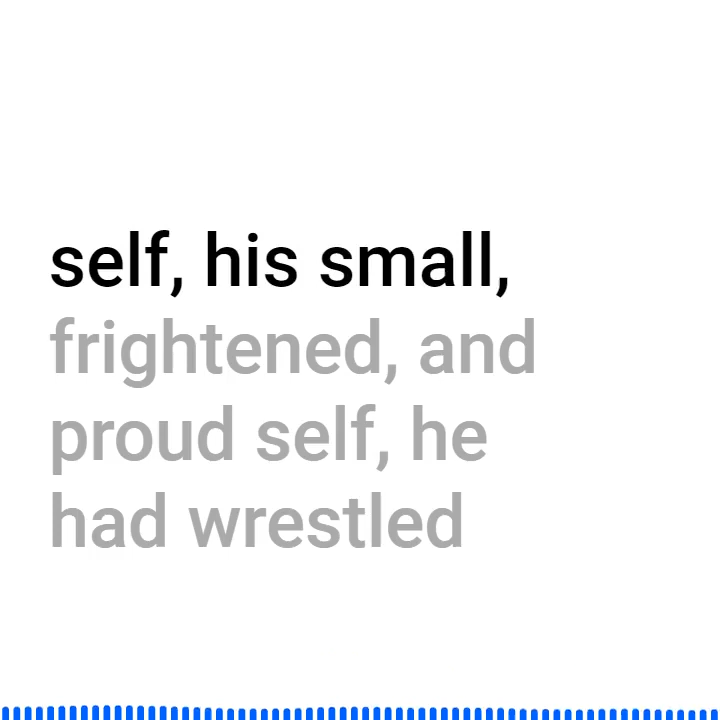 self, his small,
frightened, and
proud self, he
had wrestled